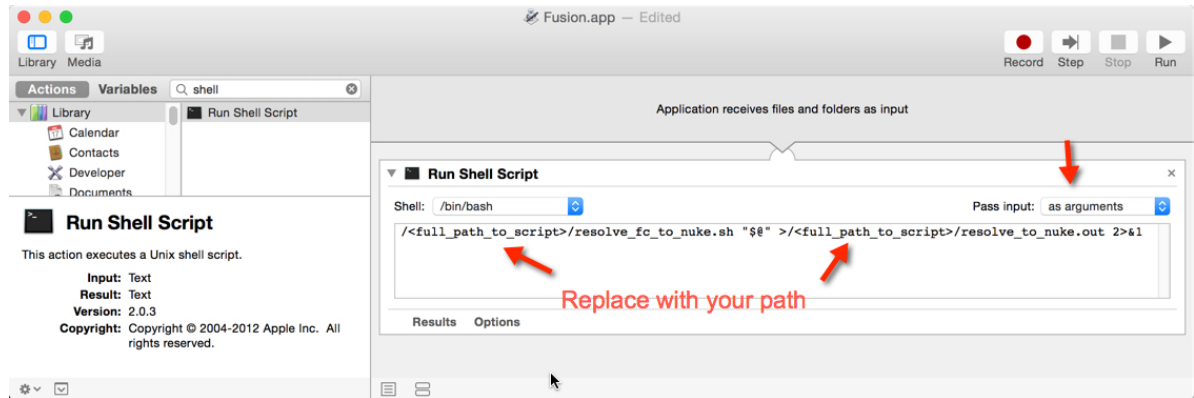 Fusion.app — Edited
Library Media
Record Step Stop Run
Actions Variables shell
Library
Calendar
Contacts
Developer
Documents
Run Shell Script
Run Shell Script
This action executes a Unix shell script.
Input: Text
Result: Text
Version: 2.0.3
Copyright: Copyright © 2004-2012 Apple Inc. All
rights reserved.
Application receives files and folders as input
Run Shell Script
Shell: /bin/bash Pass input: as arguments
/<full_path_to_script>/resolve_fc_to_nuke.sh "$@" >/<full_path_to_script>/resolve_to_nuke.out 2>&1
Replace with your path
Results Options